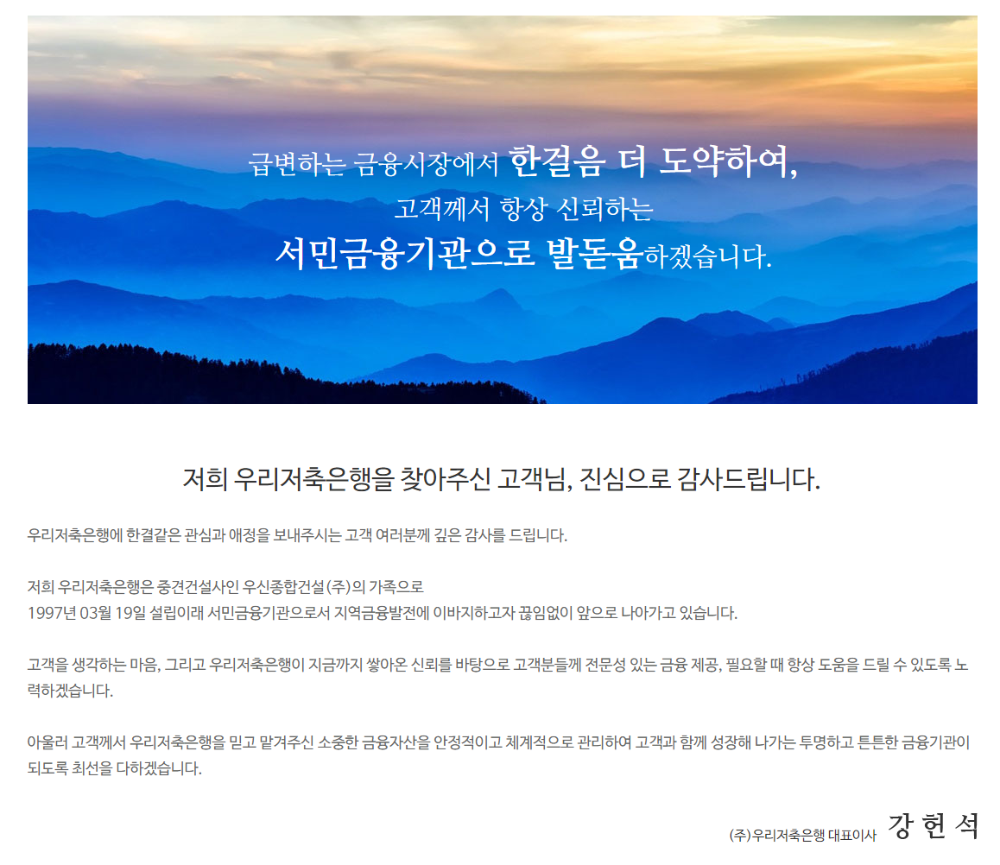 급변하는 금융시장에서 한걸음 더 도약하여,
고객께서 항상 신뢰하는
서민금융기관으로 발돋움하겠습니다.
저희 우리저축은행을 찾아주신 고객님, 진심으로 감사드립니다.
우리저축은행에 한결같은 관심과 애정을 보내주시는 고객 여러분께 깊은 감사를 드립니다.
저희 우리저축은행은 중견건설사인 우신종합건설(주)의 가족으로
1997년 03월 19일 설립이래 서민금융기관으로서 지역금융발전에 이바지하고자 끊임없이 앞으로 나아가고 있습니다.
고객을 생각하는 마음, 그리고 우리저축은행이 지금까지 쌓아온 신뢰를 바탕으로 고객분들께 전문성 있는 금융 제공, 필요할 때 항상 도움을 드릴 수 있도록 노
력하겠습니다.
아울러 고객께서 우리저축은행을 믿고 맡겨주신 소중한 금융자산을 안정적이고 체계적으로 관리하여 고객과 함께 성장해 나가는 투명하고 튼튼한 금융기관이
되도록 최선을 다하겠습니다.
(주)우리저축은행 대표이사 강 헌 석